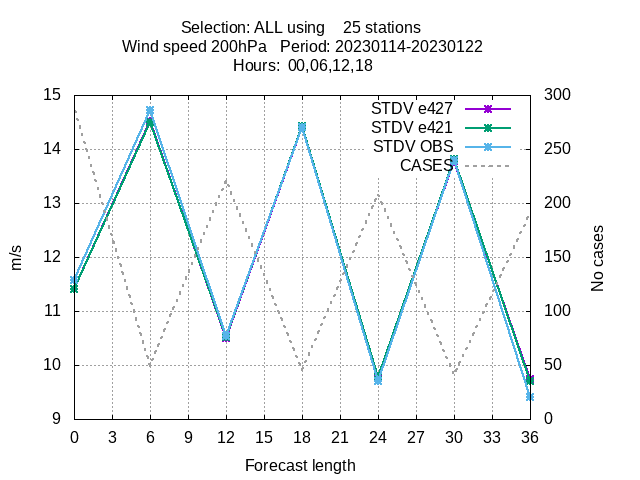 Selection: ALL using    25 stations
Wind speed 200hPa   Period: 20230114-20230122
Hours:  00,06,12,18
15
14
13
12
11
10
9
m/s
STDV e427
STDV e421
STDV OBS
CASES
300
250
200
150
100
50
0
No cases
0 3 6 9 12 15 18 21 24 27 30 33 36
Forecast length